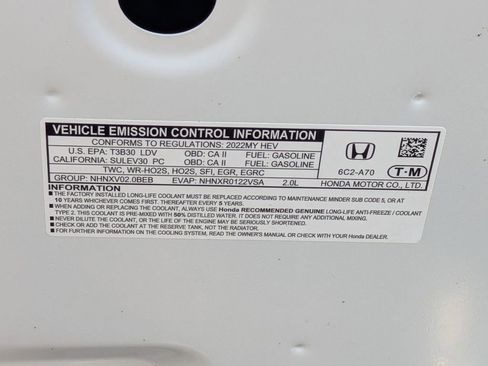 VEHICLE EMISSION CONTROL INFORMATION
CONFORMS TO REGULATIONS: 2022MY HEV
U.S. EPA: T3B30 LDV OBD: CA II FUEL: GASOLINE
CALIFORNIA: SULEV30 PC OBD: CA II FUEL: GASOLINE
TWC, WR-HO2S, HO2S, SFI, EGR, EGRC
GROUP: NHNXV02.0BEB EVAP: NHNXR0122VSA 2.0L
6C2-A70 T·M
HONDA MOTOR CO., LTD.
INFORMATION
■ THE FACTORY INSTALLED LONG-LIFE COOLANT MUST BE REPLACED ACCORDING TO MAINTENANCE MINDER SUB CODE 5, OR AT
10 YEARS WHICHEVER COMES FIRST. THEREAFTER EVERY 5 YEARS.
■ WHEN ADDING OR REPLACING THE COOLANT, ALWAYS USE Honda RECOMMENDED GENUINE LONG-LIFE ANTI-FREEZE / COOLANT
TYPE 2. THIS PRE-MIXED WITH 50% DISTILLED WATER. IT DOES NOT REQUIRE ANY ADDITIONAL MIXING.
■ NEVER DILUTE THE COOLANT, OR THE LIFE OF THE ENGINE MAY BE SERIOUSLY SHORTENED.
■ CHECK AND ADD THE COOLANT AT THE RESERVE TANK, NOT THE RADIATOR.
■ FOR FURTHER INFORMATION ON THE COOLING SYSTEM, READ THE OWNER'S MANUAL OR CHECK WITH YOUR Honda DEALER.